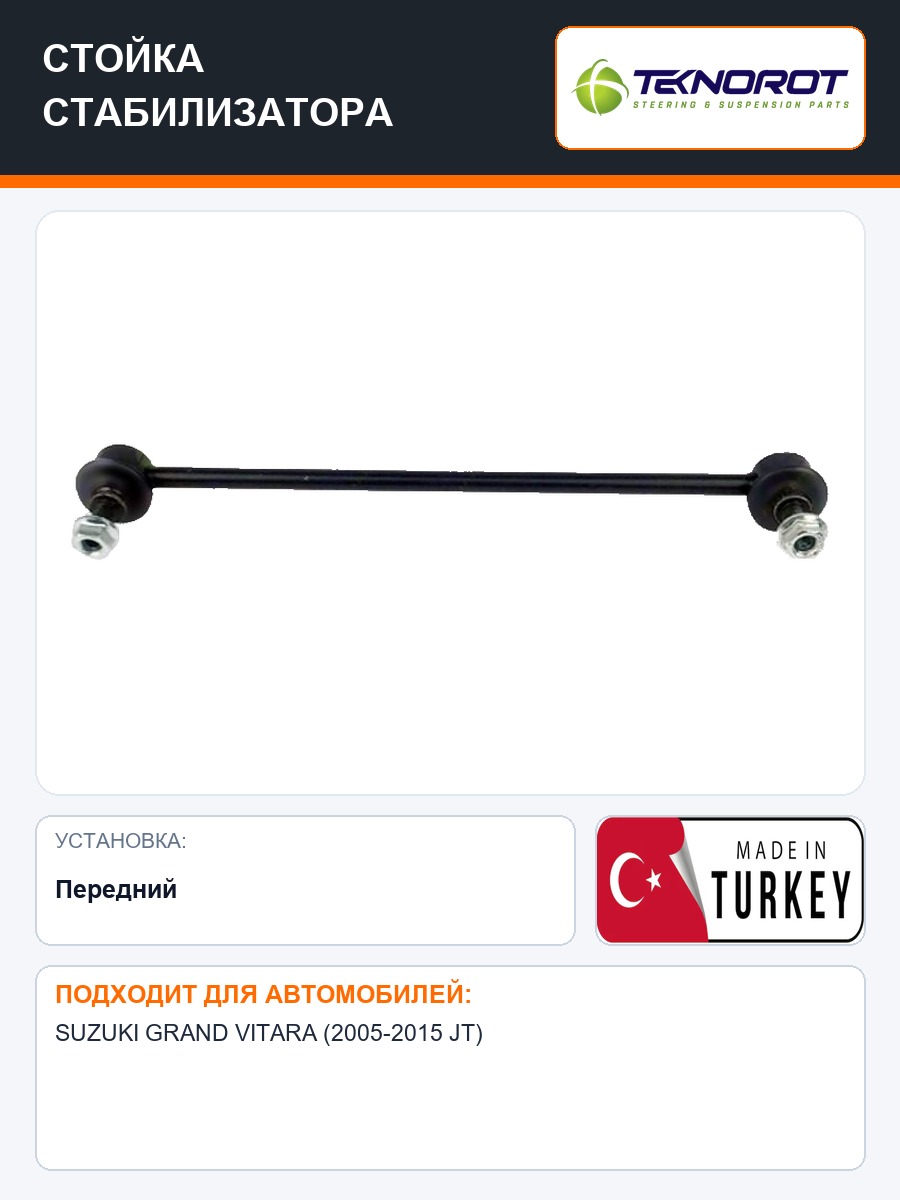 СТОЙКА
СТАБИЛИЗАТОРА
TEKNOROT
STEERING & SUSPENSION PARTS
УСТАНОВКА:
Передний
MADE IN
TURKEY
ПОДХОДИТ ДЛЯ АВТОМОБИЛЕЙ:
SUZUKI GRAND VITARA (2005-2015 JT)